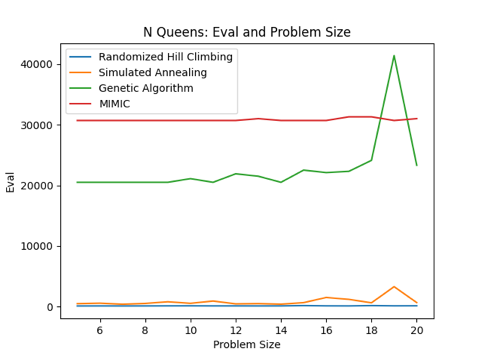 N Queens: Eval and Problem Size
Randomized Hill Climbing
Simulated Annealing
Genetic Algorithm
MIMIC
Eval
40000
30000
20000
10000
0
6 8 10 12 14 16 18 20
Problem Size